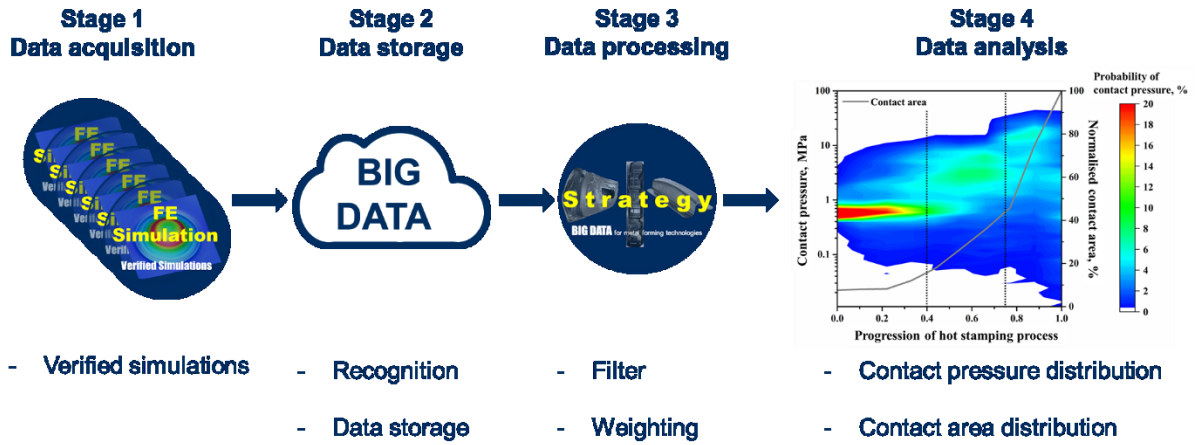 Stage 1
Data acquisition
Stage 2
Data storage
Stage 3
Data processing
Stage 4
Data analysis
FE
FE
FE
FE
FE
Simulation
Verified Simulations
BIG
DATA
Strategy
BIG DATA for metal forming technologies
Probability of
contact pressure, %
Contact area
Contact pressure, MPa
100
10
1
0.1
0.0
0.2
0.4
0.6
0.8
1.0
Progression of hot stamping process
100
90
80
70
60
50
40
30
20
10
0
Normalised contact area, %
20
18
16
14
12
10
8
6
4
2
0
- Verified simulations
- Recognition
- Data storage
- Filter
- Weighting
- Contact pressure distribution
- Contact area distribution